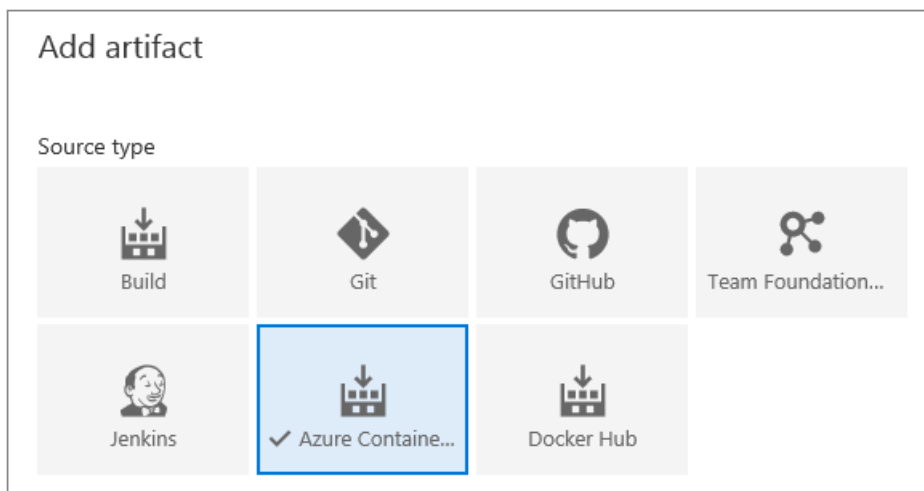 Add artifact
Source type
Build
Git
GitHub
Team Foundation...
Jenkins
Azure Containe...
Docker Hub